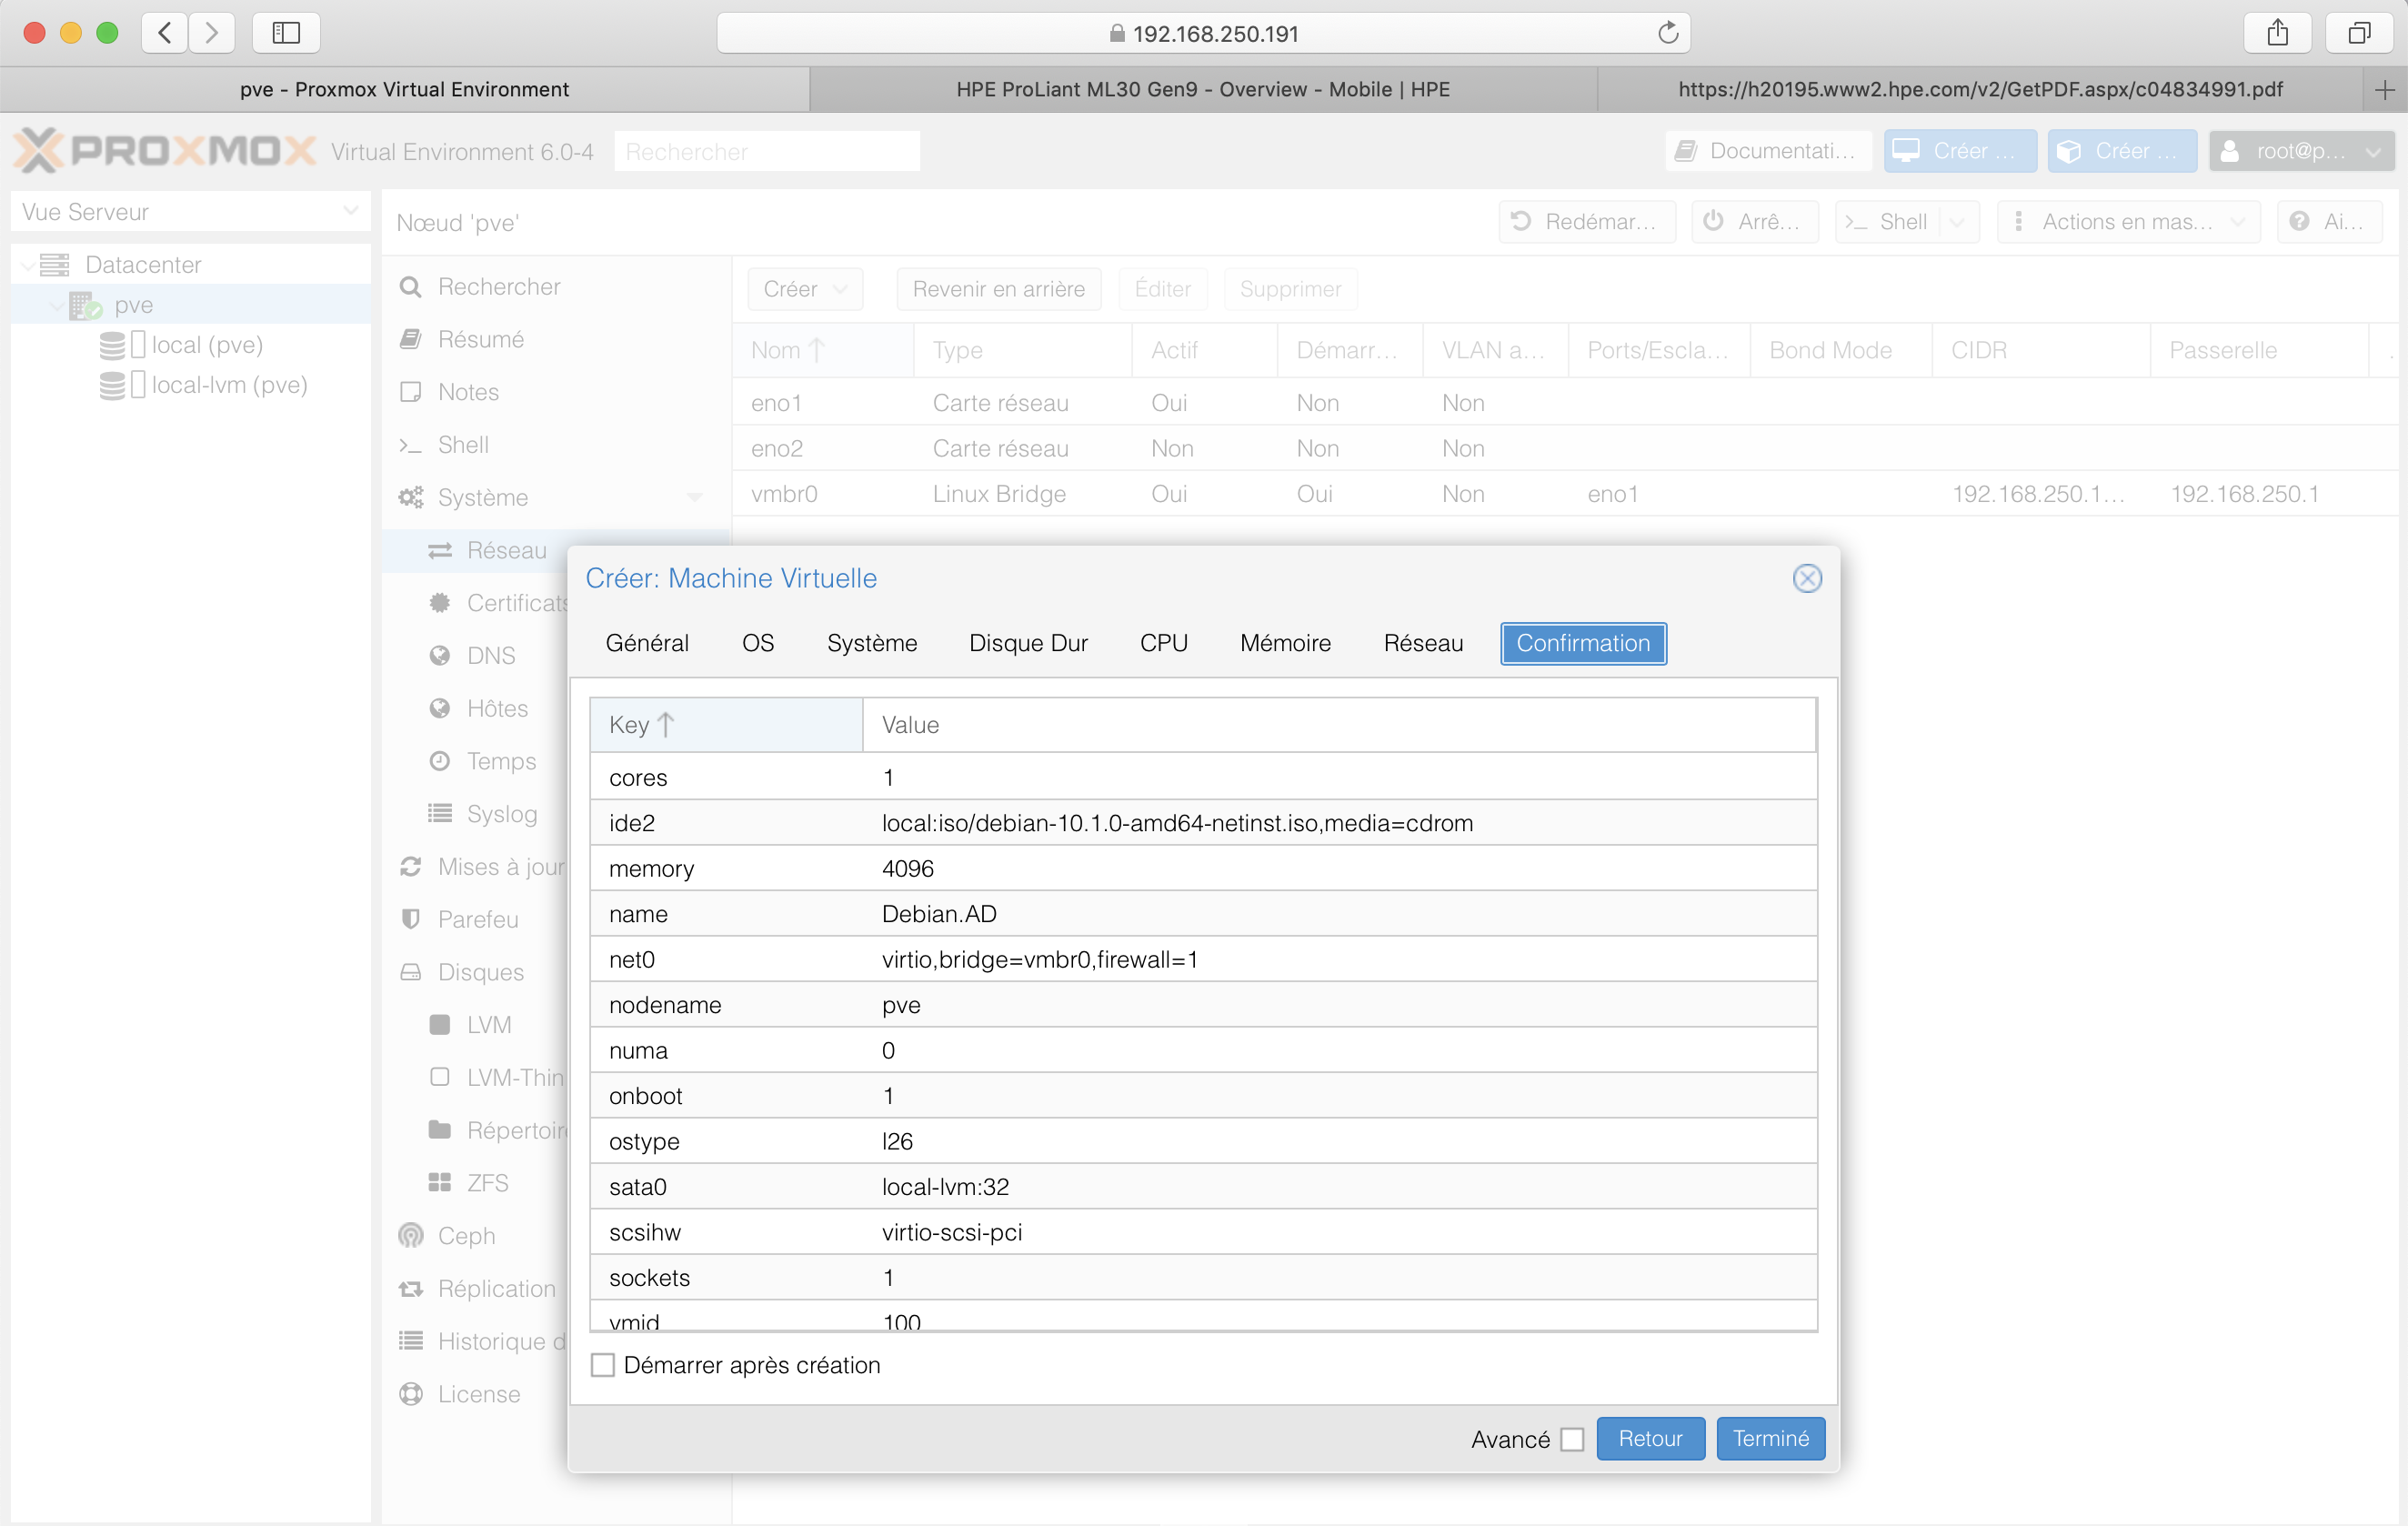 192.168.250.191
pve - Proxmox Virtual Environment
HPE ProLiant ML30 Gen9 - Overview - Mobile | HPE
https://h20195.www2.hpe.com/v2/GetPDF.aspx/c04834991.pdf
PROXMOX Virtual Environment 6.0-4 Rechercher Documentati... Créer ... Créer ... root@p...
Vue Serveur
Datacenter
pve
local (pve)
local-lvm (pve)
Nœud 'pve' Redémar... Arrê... Shell Actions en mas... Ai...
Rechercher
Résumé
Notes
Shell
Système
Réseau
Certificats
DNS
Hôtes
Temps
Syslog
Mises à jour
Parefeu
Disques
LVM
LVM-Thin
Répertoire
ZFS
Ceph
Réplication
Historique d
License
Créer Revenir en arrière Éditer Supprimer
Nom Type Actif Démarr... VLAN a... Ports/Escla... Bond Mode CIDR Passerelle
eno1 Carte réseau Oui Non Non
eno2 Carte réseau Non Non Non
vmbr0 Linux Bridge Oui Oui Non eno1 192.168.250.1... 192.168.250.1
Créer: Machine Virtuelle
Général OS Système Disque Dur CPU Mémoire Réseau Confirmation
Key Value
cores 1
ide2 local:iso/debian-10.1.0-amd64-netinst.iso,media=cdrom
memory 4096
name Debian.AD
net0 virtio,bridge=vmbr0,firewall=1
nodename pve
numa 0
onboot 1
ostype l26
sata0 local-lvm:32
scsihw virtio-scsi-pci
sockets 1
vmid 100
Démarrer après création
Avancé Retour Terminé